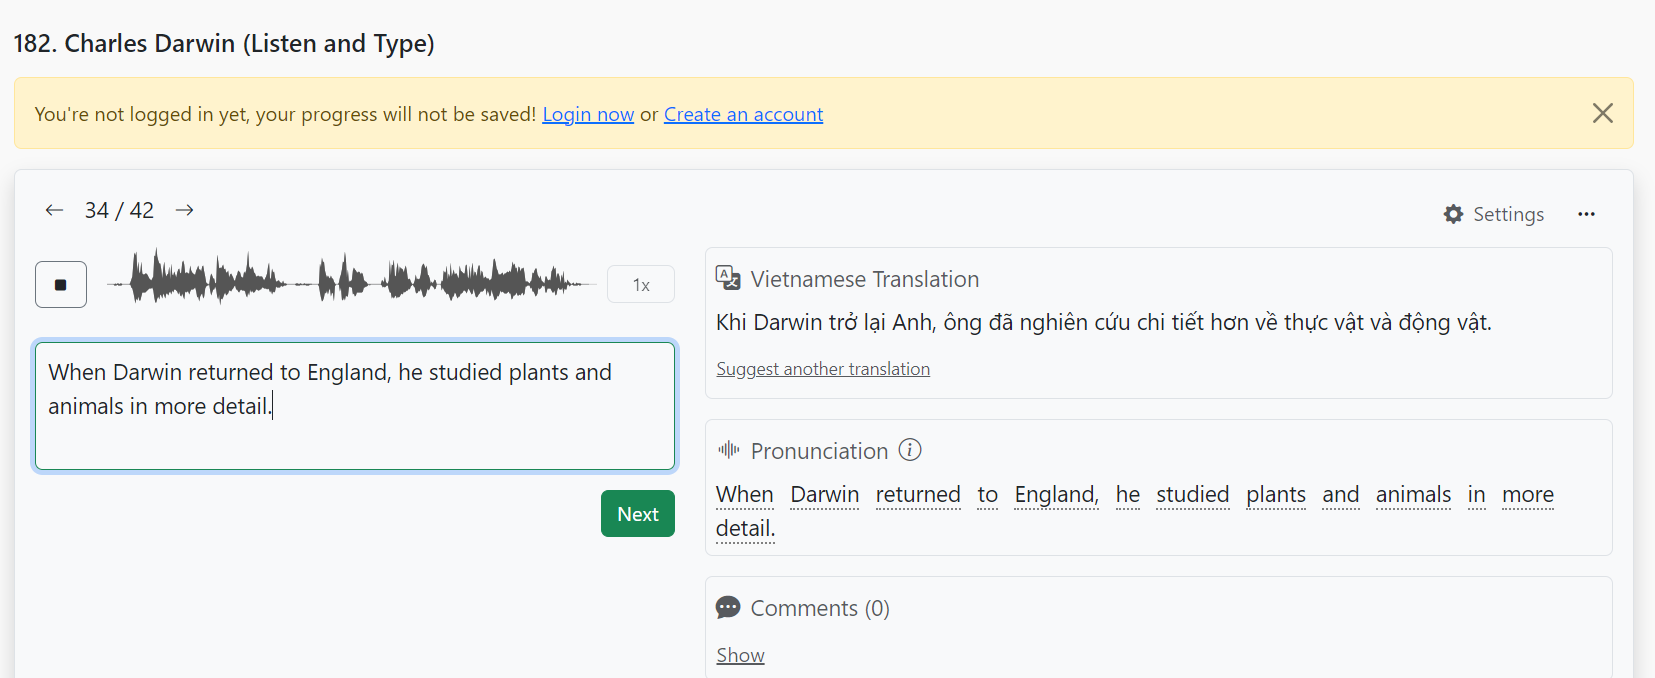 182. Charles Darwin (Listen and Type)
You're not logged in yet, your progress will not be saved! Login now or Create an account
34 / 42
Settings
1x
When Darwin returned to England, he studied plants and
animals in more detail.
Next
Vietnamese Translation
Khi Darwin trở lại Anh, ông đã nghiên cứu chi tiết hơn về thực vật và động vật.
Suggest another translation
Pronunciation
When Darwin returned to England, he studied plants and animals in more
detail.
Comments (0)
Show